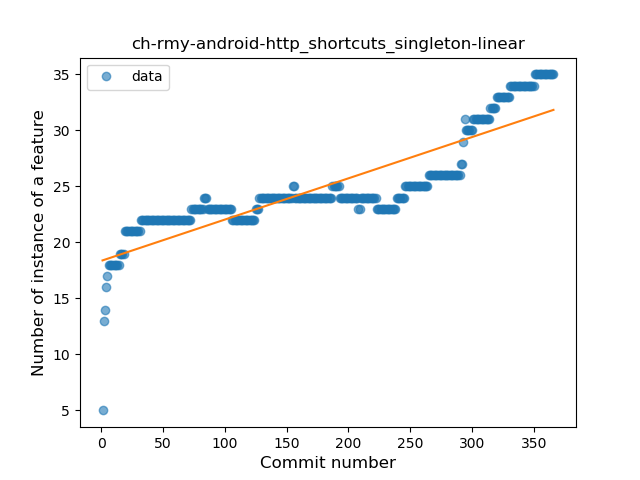 ch-rmy-android-http_shortcuts_singleton-linear
data
Number of instance of a feature
35
30
25
20
15
10
5
0 50 100 150 200 250 300 350
Commit number